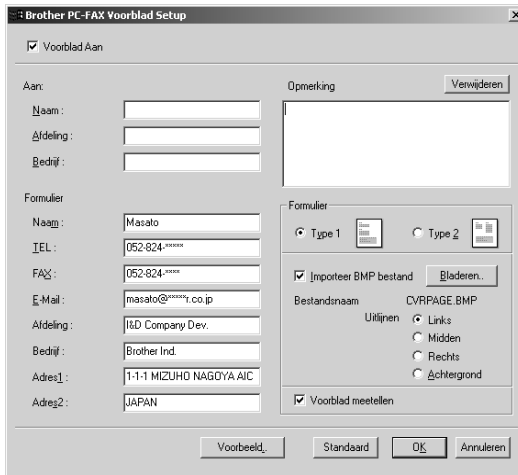 Brother PC-FAX Voorblad Setup
Voorblad Aan
Aan:
Naam :
Afdeling :
Bedrijf :
Opmerking
Verwijderen
Formulier
Naam : Masato
TEL : 052-824-*****
FAX : 052-824-****
E-Mail : masato@*****r.co.jp
Afdeling : I&D Company Dev.
Bedrijf : Brother Ind.
Adres1 : 1-1-1 MIZUHO NAGOYA AIC
Adres2 : JAPAN
Formulier
Type 1 Type 2
Importeer BMP bestand Bladeren..
Bestandsnaam CVRPAGE.BMP
Uitlijnen Links
Midden
Rechts
Achtergrond
Voorblad meetellen
Voorbeeld.. Standaard OK Annuleren